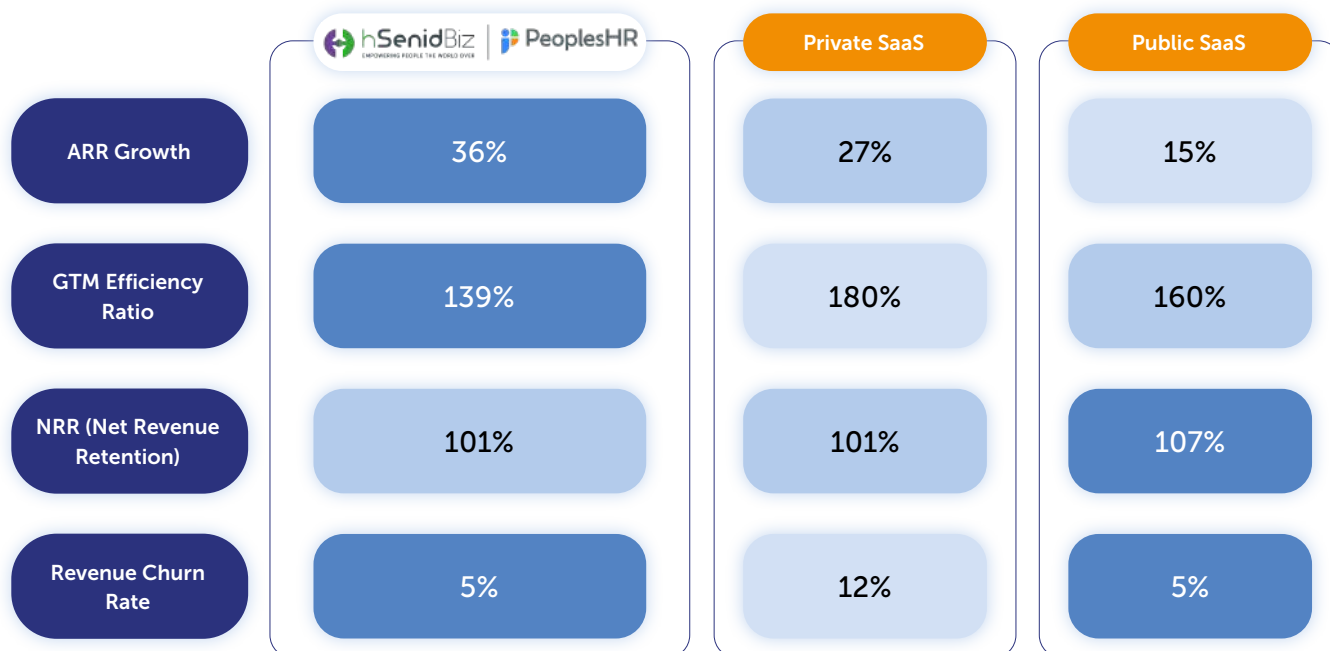 hSenidBiz PeoplesHR Private SaaS Public SaaS
EMPOWERING PEOPLE THE WORLD OVER
ARR Growth 36% 27% 15%
GTM Efficiency
Ratio 139% 180% 160%
NRR (Net Revenue
Retention) 101% 101% 107%
Revenue Churn
Rate 5% 12% 5%